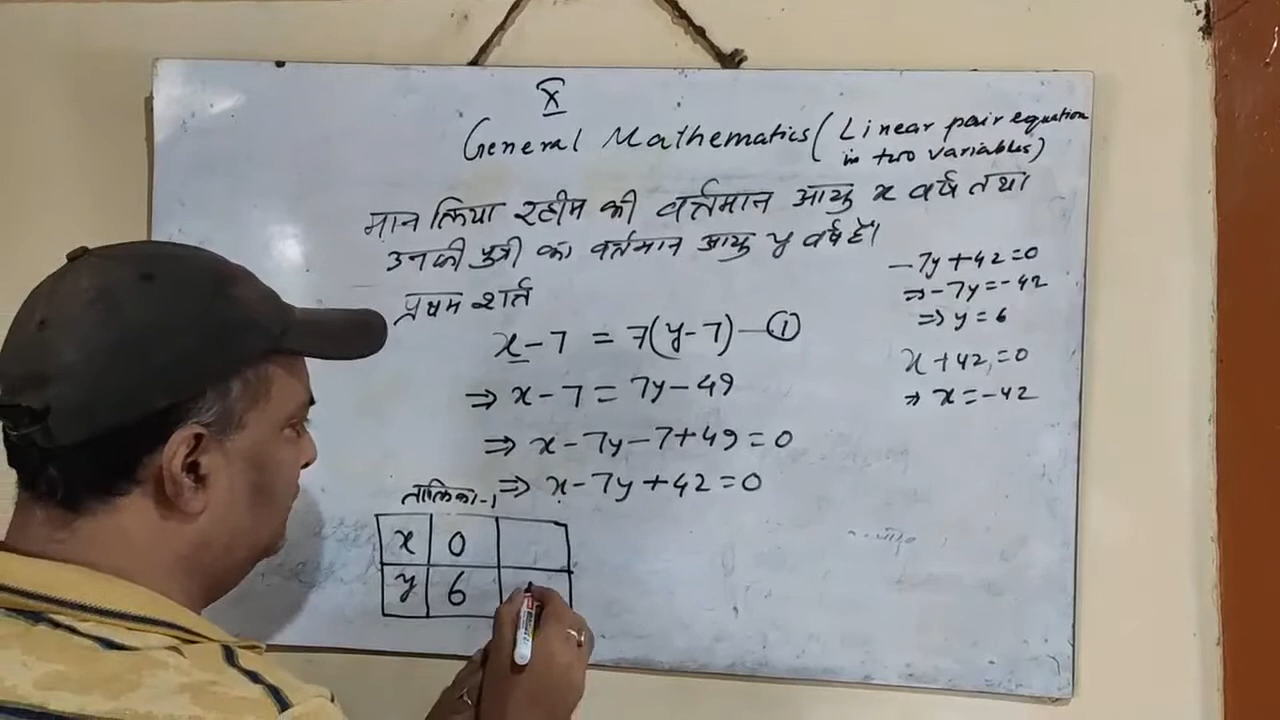 X
General Mathematics (Linear pair equation
in two variables)
मान लिया रहीम की वर्त्तमान आयु x वर्ष तथा
उनकी पुत्री का वर्त्तमान आयु y वर्ष है।
प्रथम शर्त
x - 7 = 7(y-7) — ①
⇒ x - 7 = 7y - 49
⇒ x - 7y - 7 + 49 = 0
⇒ x - 7y + 42 = 0
तालिका-1
x 0
y 6
-7y + 42 = 0
⇒ -7y = -42
⇒ y = 6
x + 42 = 0
⇒ x = -42